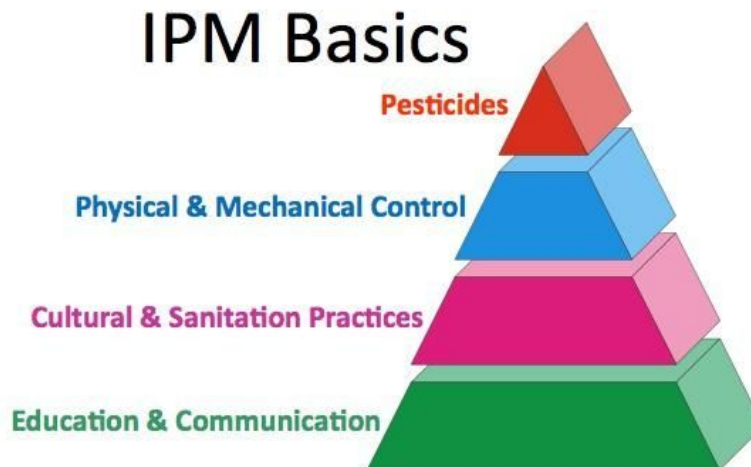 IPM Basics
Pesticides
Physical & Mechanical Control
Cultural & Sanitation Practices
Education & Communication